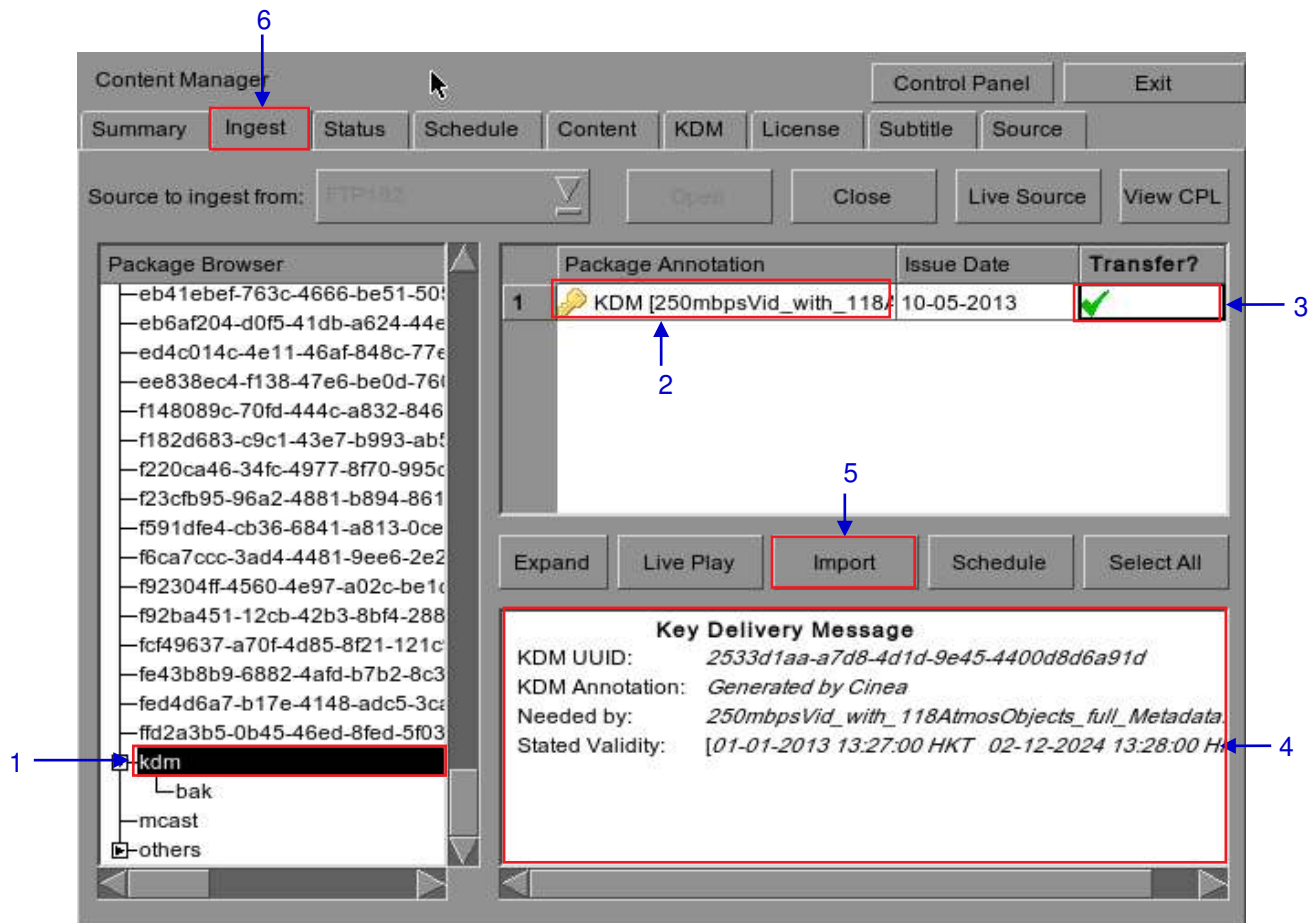 6
Content Manager
Control Panel
Exit
Summary
Ingest
Status
Schedule
Content
KDM
License
Subtitle
Source
Source to ingest from:
FTP182
Open
Close
Live Source
View CPL
Package Browser
eb41ebef-763c-4666-be51-50
eb6af204-d0f5-41db-a624-44e
ed4c014c-4e11-46af-848c-77e
ee838ec4-f138-47e6-be0d-76
f148089c-70fd-444c-a832-846
f182d683-c9c1-43e7-b993-ab
f220ca46-34fc-4977-8f70-995
f23cfb95-96a2-4881-b894-861
f591dfe4-cb36-6841-a813-0ce
f6ca7ccc-3ad4-4481-9ee6-2e2
f92304ff-4560-4e97-a02c-be1
f92ba451-12cb-42b3-8bf4-288
fcf49637-a70f-4d85-8f21-121c
fe43b8b9-6882-4afd-b7b2-8c3
fed4d6a7-b17e-4148-adc5-3c
ffd2a3b5-0b45-46ed-8fed-5f03
1
kdm
bak
mcast
others
Package Annotation
Issue Date
Transfer?
1
KDM [250mbpsVid_with_118A
10-05-2013
3
2
5
Expand
Live Play
Import
Schedule
Select All
Key Delivery Message
KDM UUID: 2533d1aa-a7d8-4d1d-9e45-4400d8d6a91d
KDM Annotation: Generated by Cinea
Needed by: 250mbpsVid_with_118AtmosObjects_full_Metadata
Stated Validity: [01-01-2013 13:27:00 HKT 02-12-2024 13:28:00 H
4